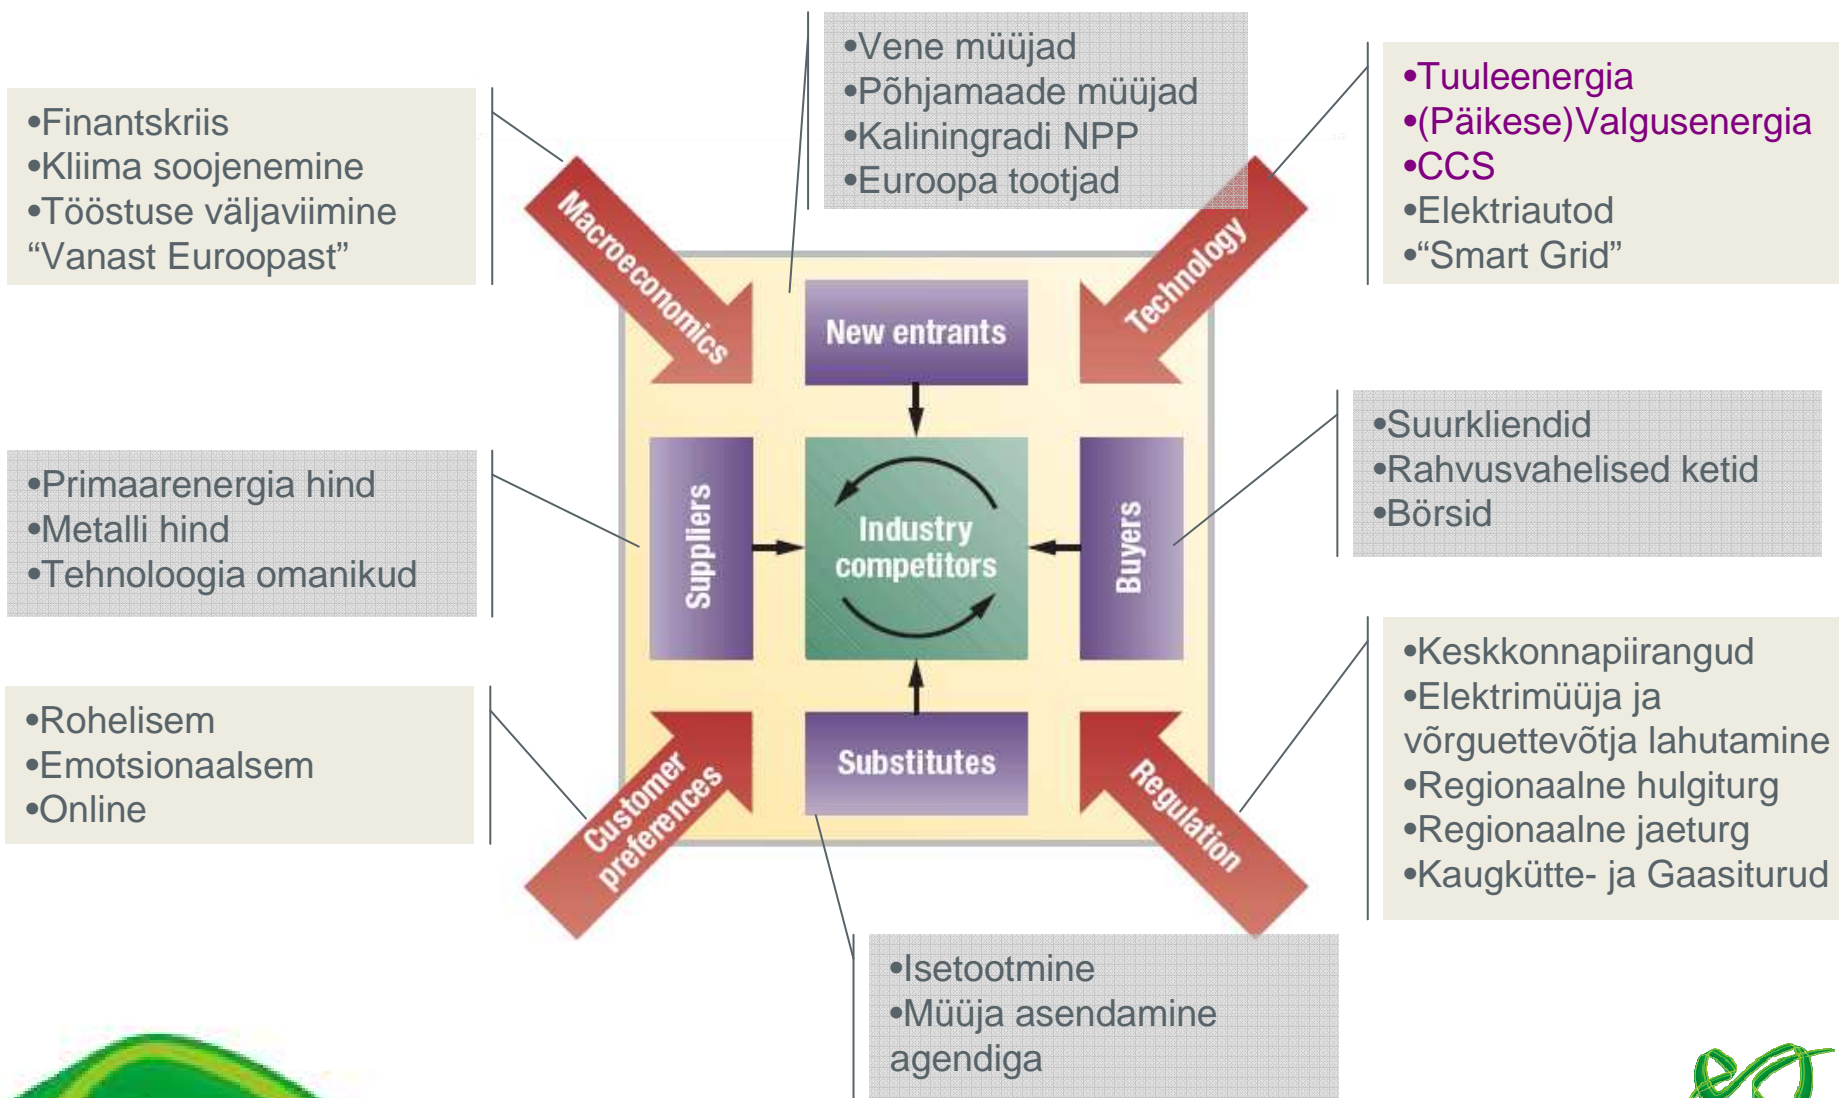 •Vene müüjad
•Põhjamaade müüjad
•Kaliningradi NPP
•Euroopa tootjad
•Finantskriis
•Kliima soojenemine
•Tööstuse väljaviimine
“Vanast Euroopast”
•Tuuleenergia
•(Päikese)Valgusenergia
•CCS
•Elektriautod
•“Smart Grid”
Macroeconomics
New entrants
Technology
•Primaarenergia hind
•Metalli hind
•Tehnoloogia omanikud
Suppliers
Industry
competitors
Buyers
•Suurkliendid
•Rahvusvahelised ketid
•Börsid
•Rohelisem
•Emotsionaalsem
•Online
Customer
preferences
Substitutes
Regulation
•Keskkonnapiirangud
•Elektrimüüja ja
võrguettevõtja lahutamine
•Regionaalne hulgiturg
•Regionaalne jaeturg
•Kaugkütte- ja Gaasiturud
•Isetootmine
•Müüja asendamine
agendiga